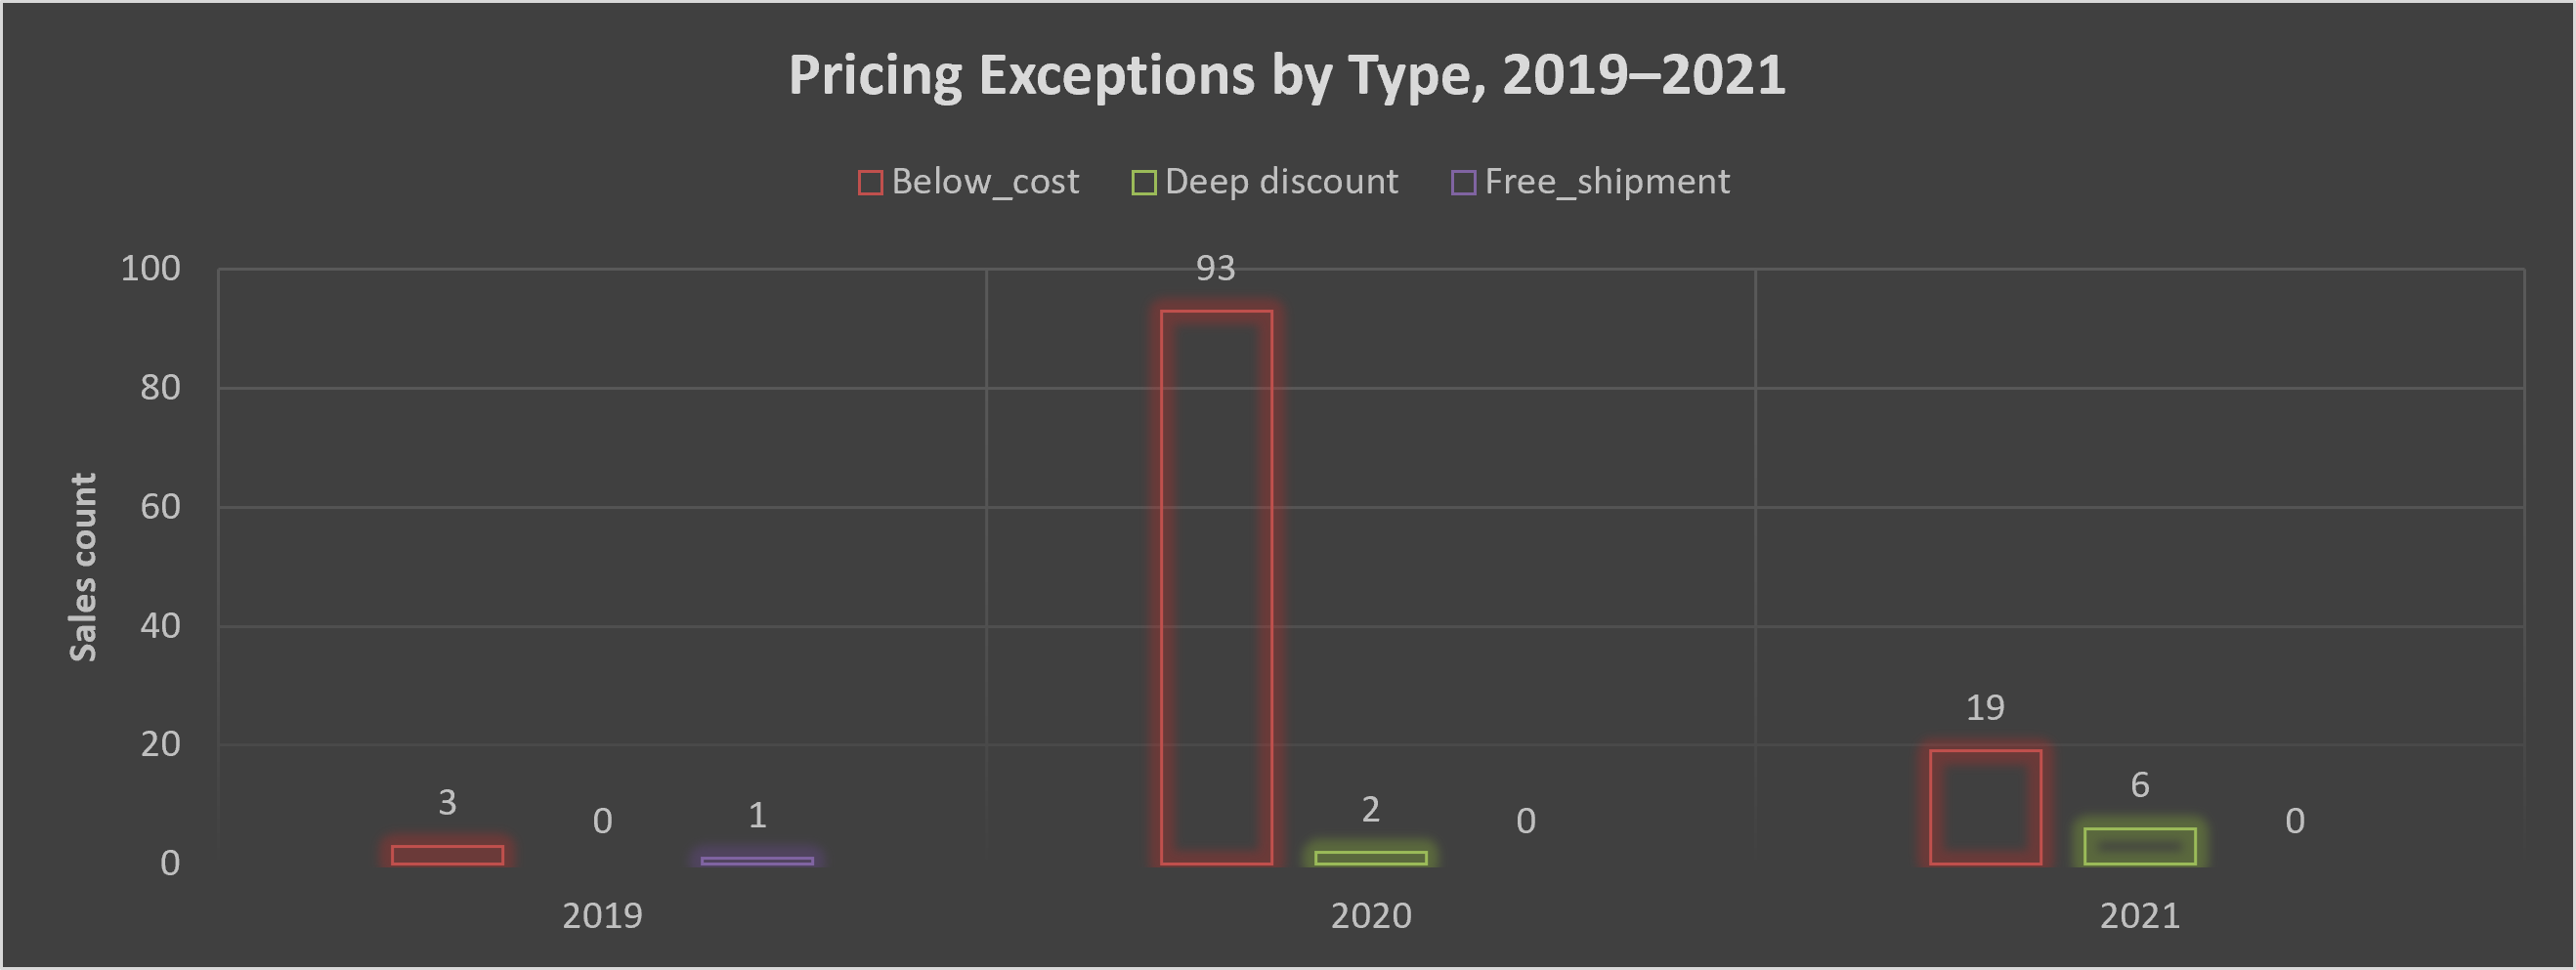 Pricing Exceptions by Type, 2019–2021
Below_cost Deep discount Free_shipment
Sales count
100
80
60
40
20
0
3 0 1
93 2 0
19 6 0
2019 2020 2021